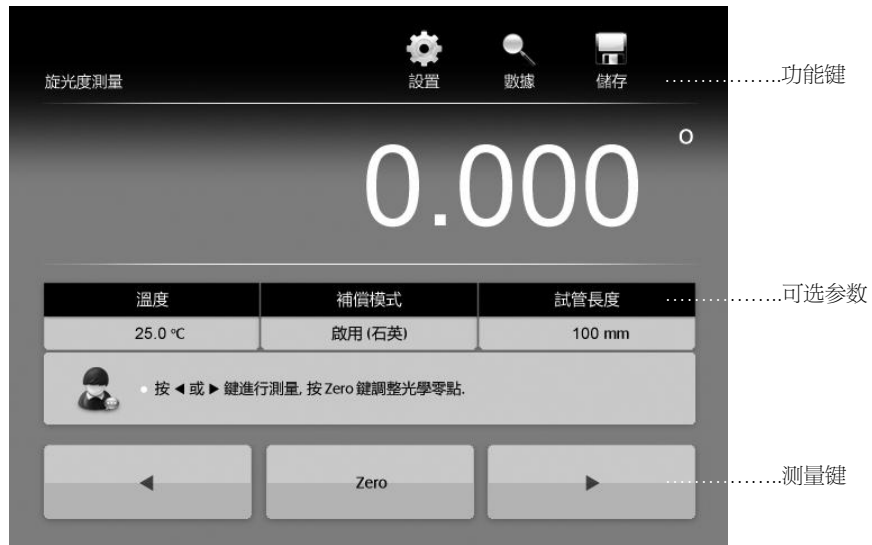 旋光度測量
設置
數據
儲存
.................功能键
0.000 °
溫度
補償模式
試管長度
.................可选参数
25.0 ℃
啟用 (石英)
100 mm
按 ◀ 或 ▶ 鍵進行測量, 按 Zero 鍵調整光學零點.
◀
Zero
▶
.................测量键